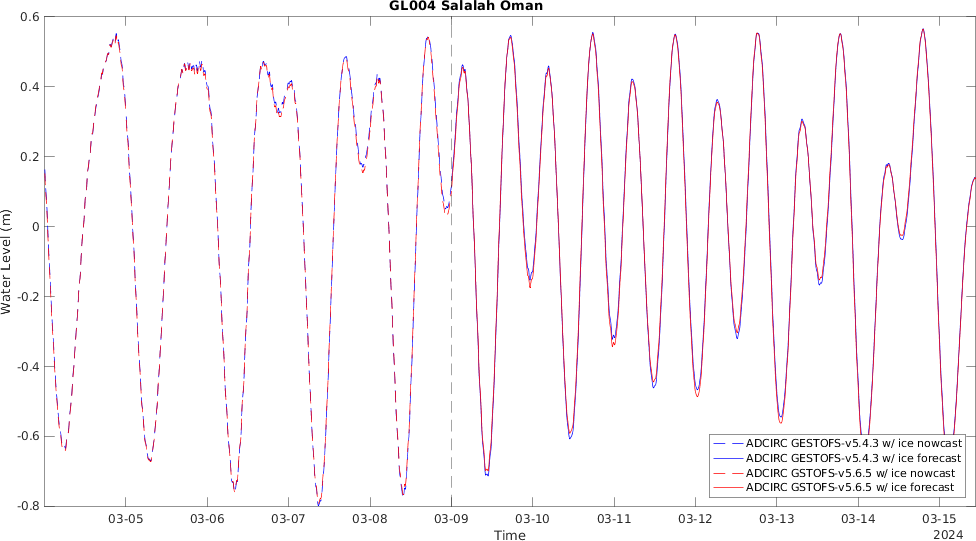 GL004 Salalah Oman
0.6
0.4
0.2
0
-0.2
-0.4
-0.6
-0.8
Water Level (m)
03-05 03-06 03-07 03-08 03-09 03-10 03-11 03-12 03-13 03-14 03-15
Time
2024
ADCIRC GESTOFS-v5.4.3 w/ ice nowcast
ADCIRC GESTOFS-v5.4.3 w/ ice forecast
ADCIRC GSTOFS-v5.6.5 w/ ice nowcast
ADCIRC GSTOFS-v5.6.5 w/ ice forecast